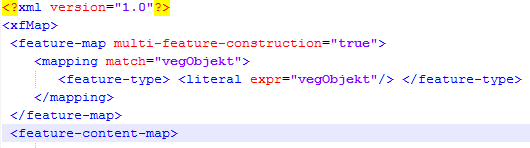 <?xml version="1.0"?>
<xfMap>
<feature-map multi-feature-construction="true">
<mapping match="vegObjekt">
<feature-type> <literal expr="vegObjekt"/> </feature-type>
</mapping>
</feature-map>
<feature-content-map>